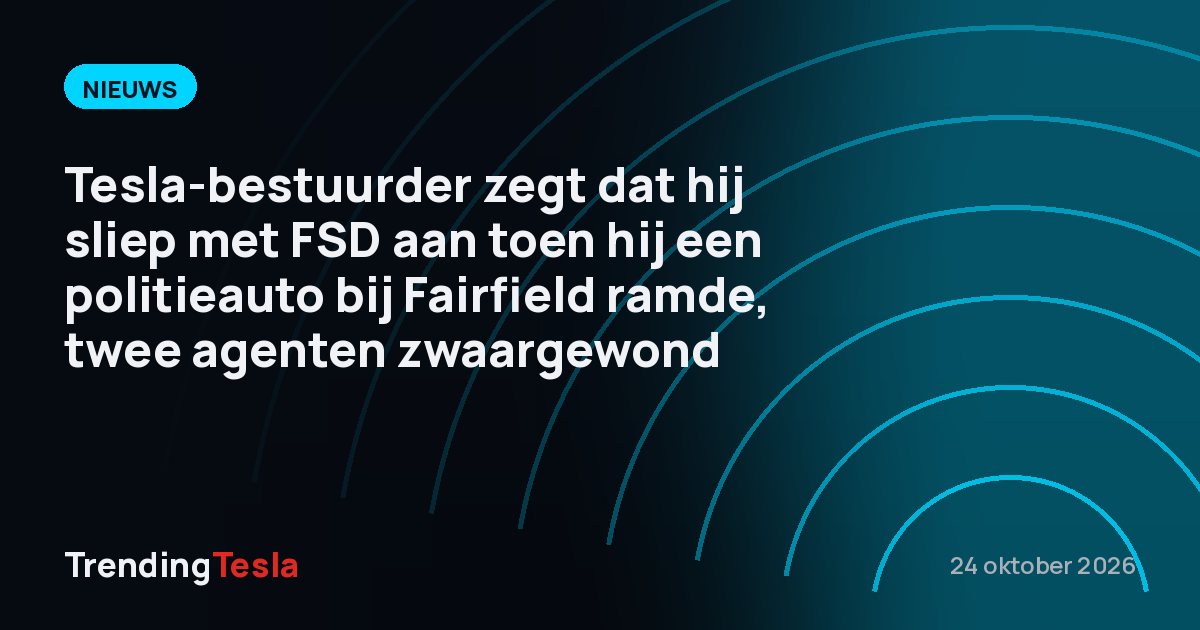 NIEUWS
Tesla-bestuurder zegt dat hij
sliep met FSD aan toen hij een
politieauto bij Fairfield ramde,
twee agenten zwaargewond
TrendingTesla
24 oktober 2026